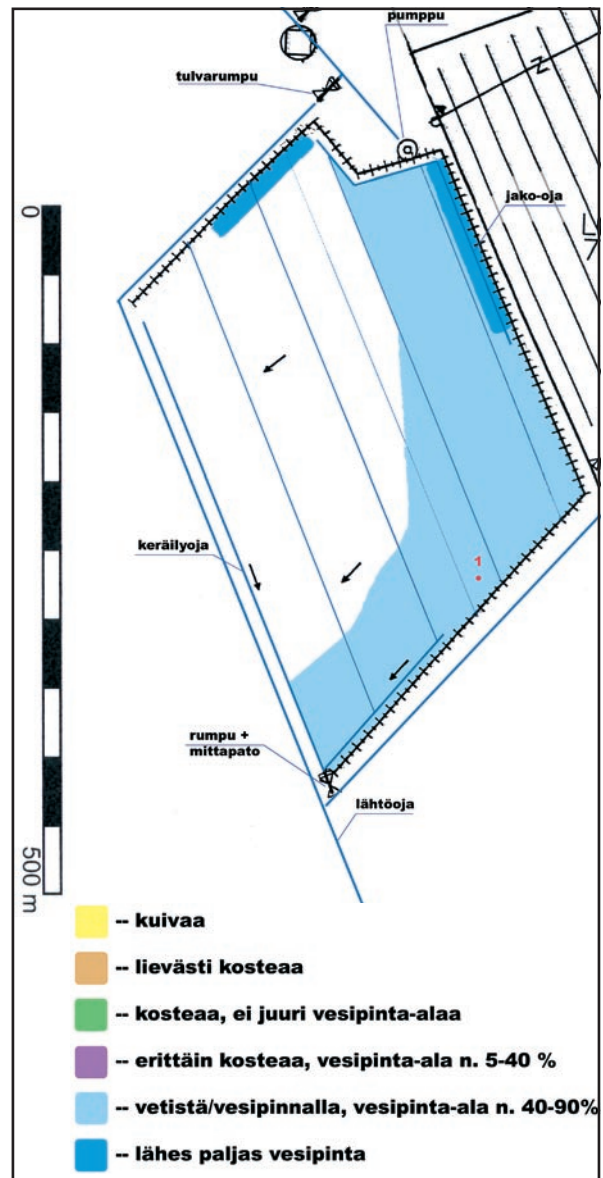 pumppu
tulvarumpu
N
jako-oja
0
keräilyoja
1
rumpu +
mittapato
lähtöoja
500 m
-- kuivaa
-- lievästi kosteaa
-- kosteaa, ei juuri vesipinta-alaa
-- erittäin kosteaa, vesipinta-ala n. 5-40 %
-- vetistä/vesipinnalla, vesipinta-ala n. 40-90%
-- lähes paljas vesipinta